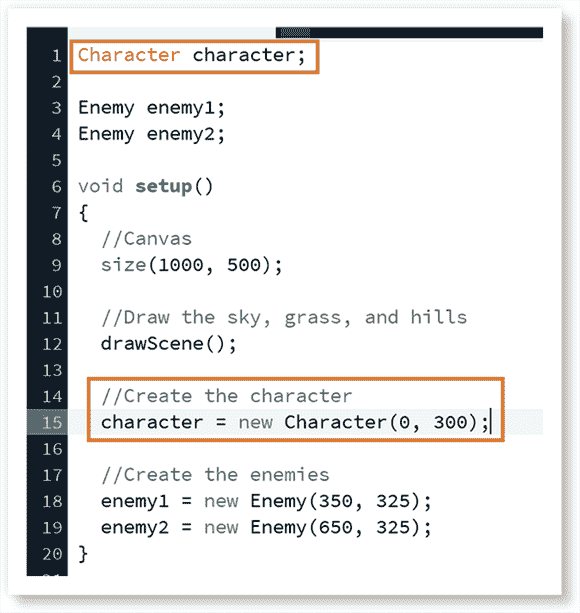 1 Character character;
2
3 Enemy enemy1;
4 Enemy enemy2;
5
6 void setup()
7 {
8 //Canvas
9 size(1000, 500);
10
11 //Draw the sky, grass, and hills
12 drawScene();
13
14 //Create the character
15 character = new Character(0, 300);
16
17 //Create the enemies
18 enemy1 = new Enemy(350, 325);
19 enemy2 = new Enemy(650, 325);
20 }